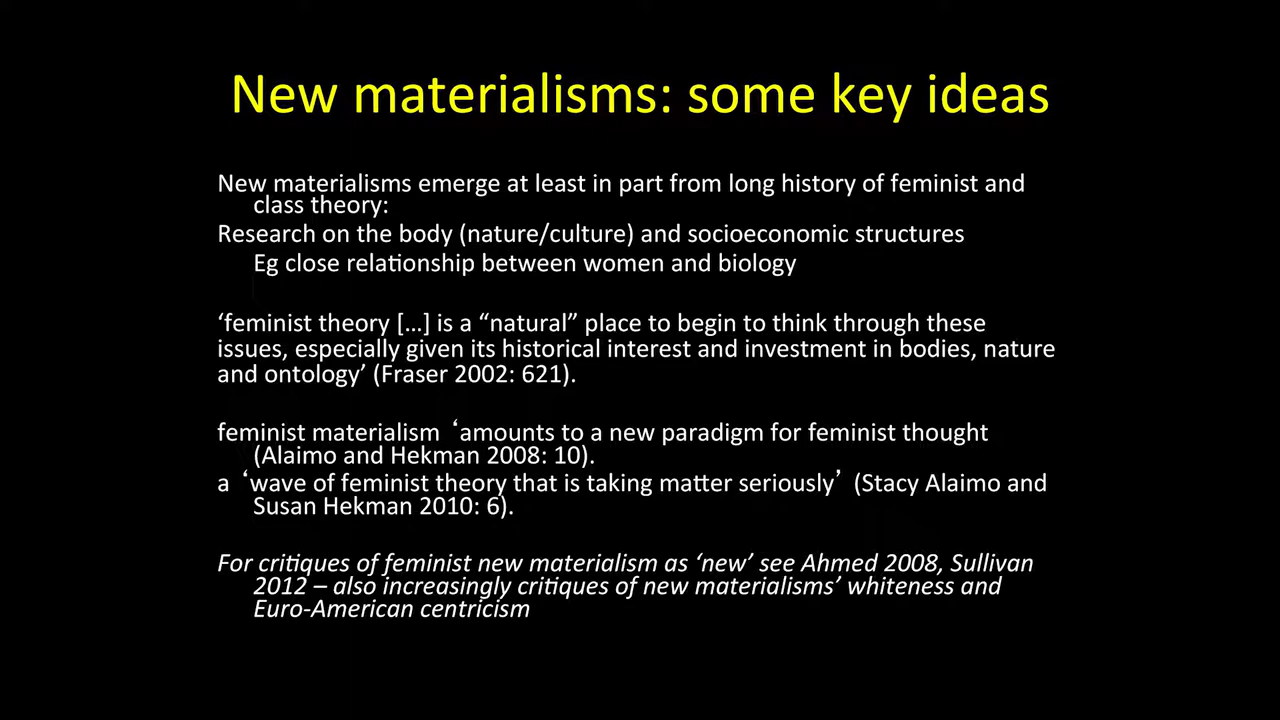 New materialisms: some key ideas
New materialisms emerge at least in part from long history of feminist and
class theory:
Research on the body (nature/culture) and socioeconomic structures
Eg close relationship between women and biology
‘feminist theory […] is a “natural” place to begin to think through these
issues, especially given its historical interest and investment in bodies, nature
and ontology’ (Fraser 2002: 621).
feminist materialism ‘amounts to a new paradigm for feminist thought
(Alaimo and Hekman 2008: 10).
a ‘wave of feminist theory that is taking matter seriously’ (Stacy Alaimo and
Susan Hekman 2010: 6).
For critiques of feminist new materialism as ‘new’ see Ahmed 2008, Sullivan
2012 – also increasingly critiques of new materialisms’ whiteness and
Euro-American centricism